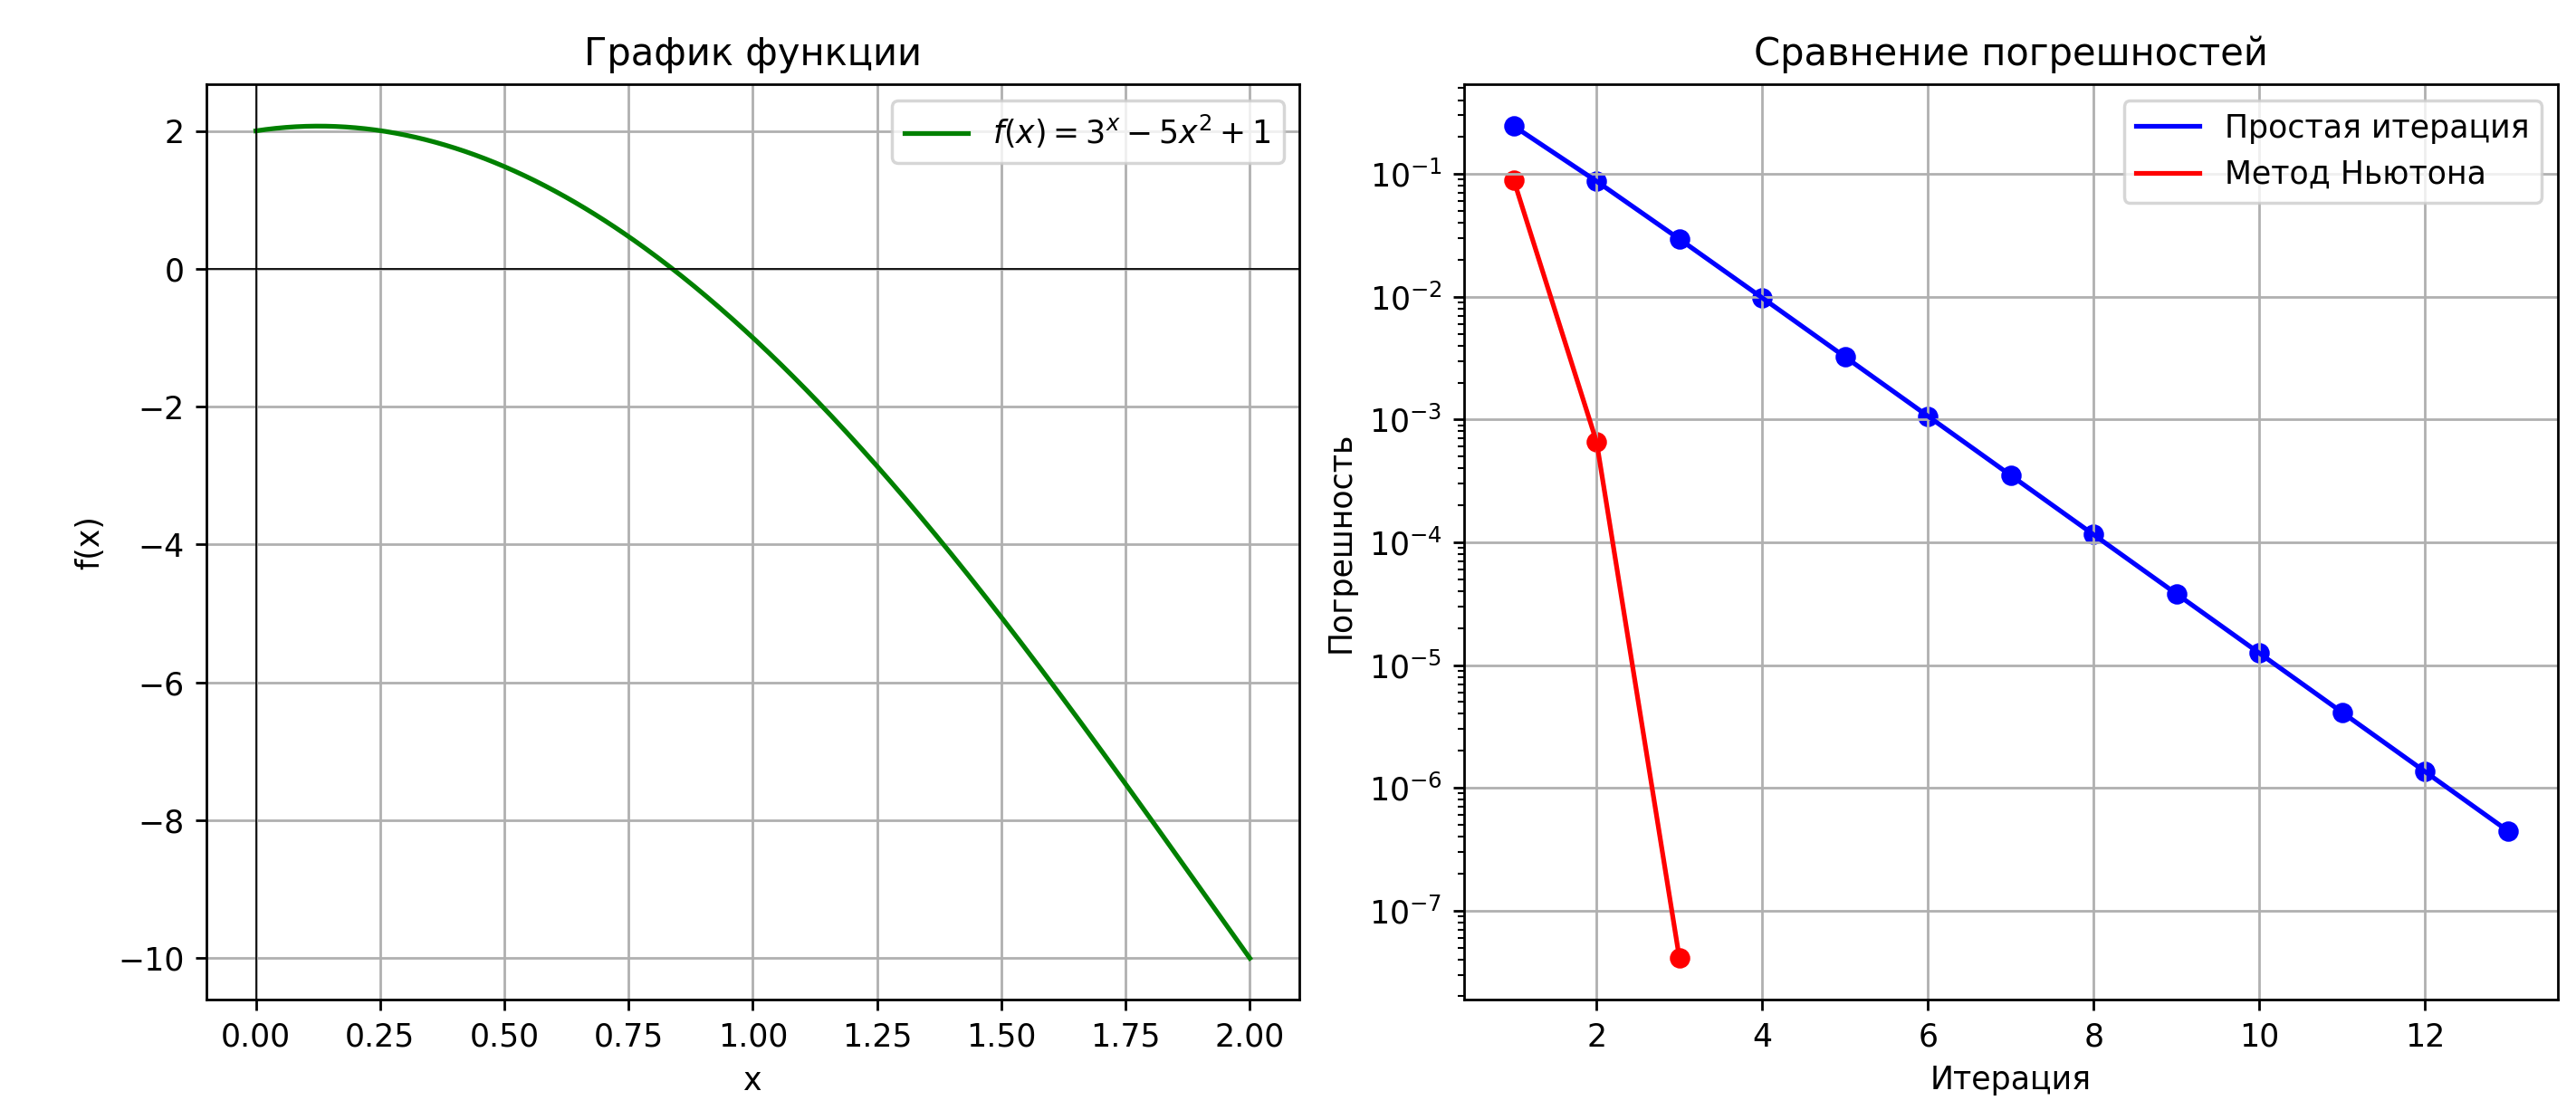 График функции
f(x) = 3^x − 5x^2 + 1
2
0
−2
−4
−6
−8
−10
f(x)
0.00 0.25 0.50 0.75 1.00 1.25 1.50 1.75 2.00
x
Сравнение погрешностей
Простая итерация
Метод Ньютона
10^−1
10^−2
10^−3
10^−4
10^−5
10^−6
10^−7
Погрешность
2 4 6 8 10 12
Итерация